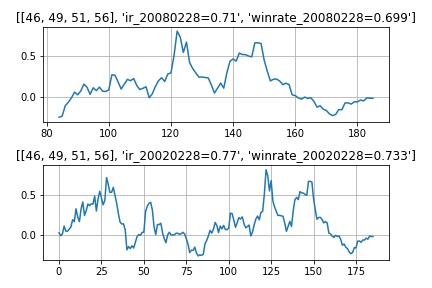 [[46, 49, 51, 56], 'ir_20080228=0.71', 'winrate_20080228=0.699']
0.5
0.0
80 100 120 140 160 180
[[46, 49, 51, 56], 'ir_20020228=0.77', 'winrate_20020228=0.733']
0.5
0.0
0 25 50 75 100 125 150 175